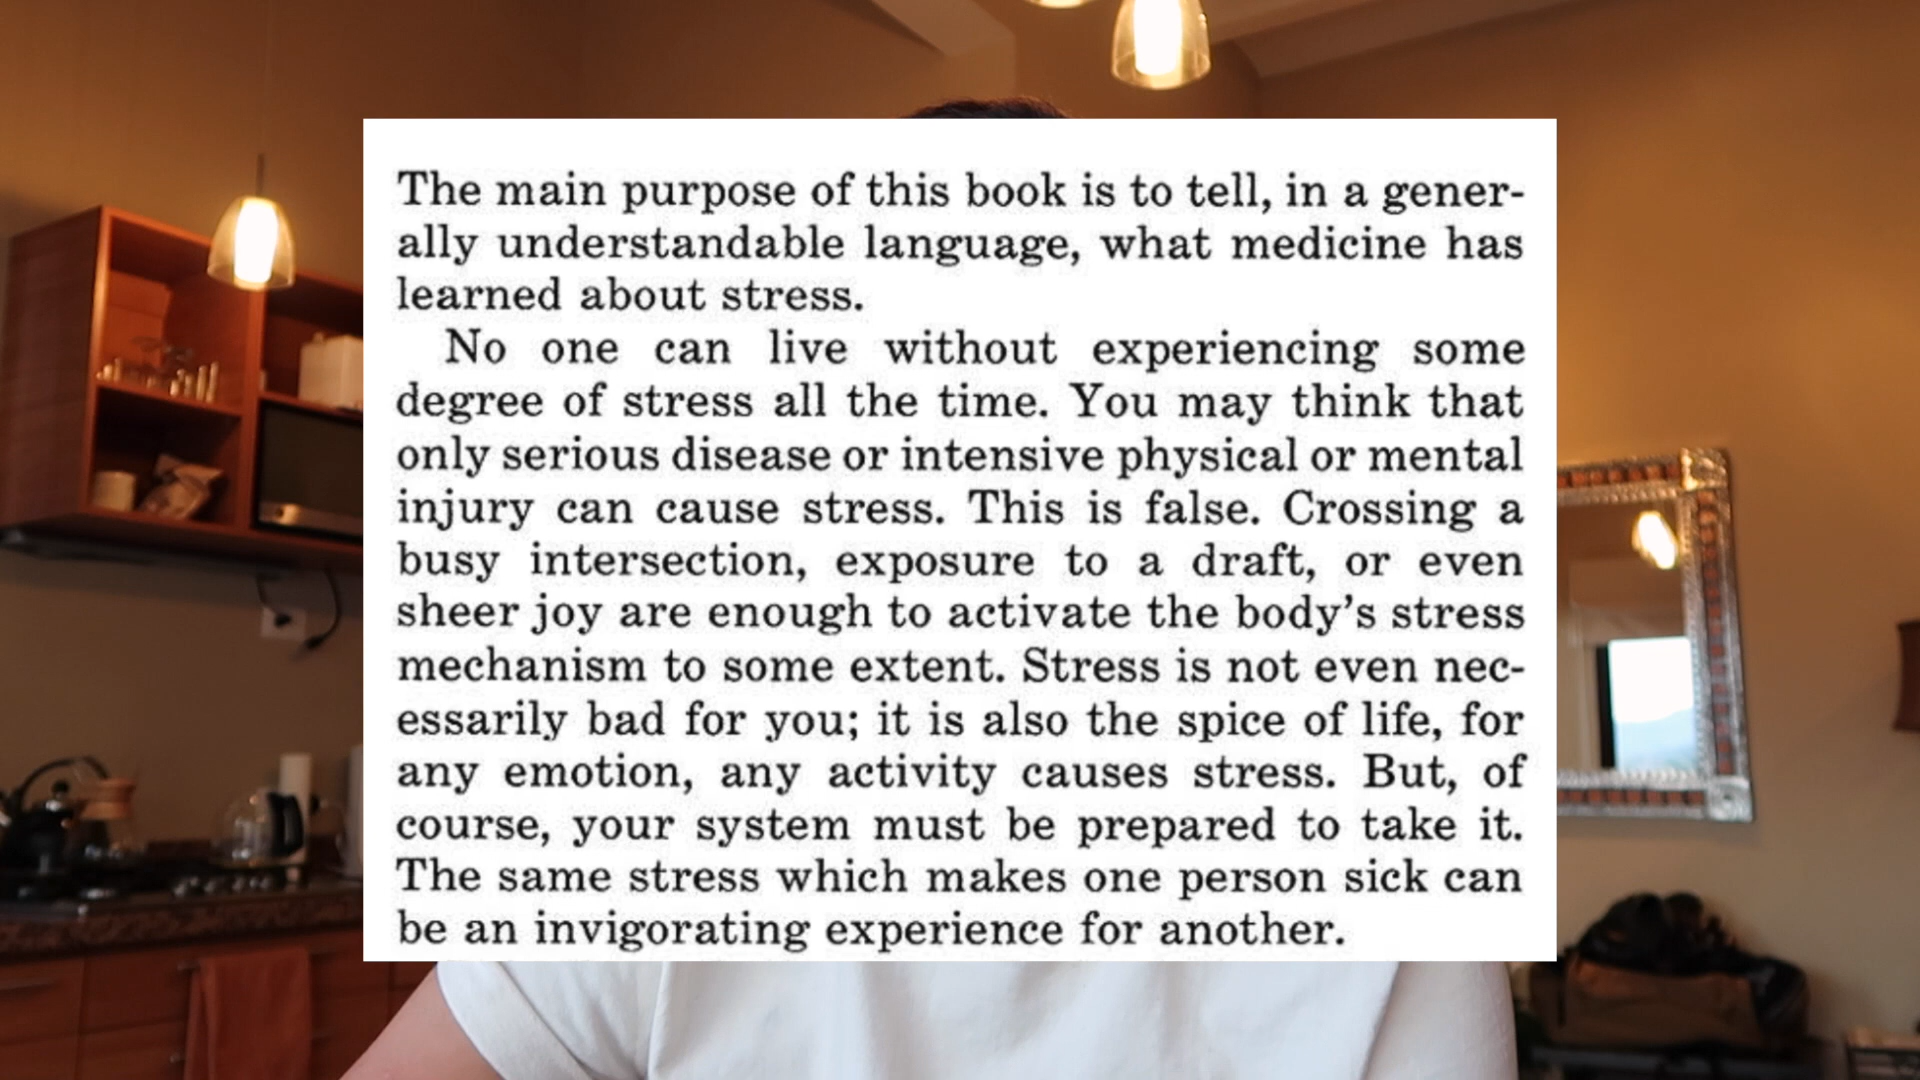 The main purpose of this book is to tell, in a gener-
ally understandable language, what medicine has
learned about stress.
No one can live without experiencing some
degree of stress all the time. You may think that
only serious disease or intensive physical or mental
injury can cause stress. This is false. Crossing a
busy intersection, exposure to a draft, or even
sheer joy are enough to activate the body's stress
mechanism to some extent. Stress is not even nec-
essarily bad for you; it is also the spice of life, for
any emotion, any activity causes stress. But, of
course, your system must be prepared to take it.
The same stress which makes one person sick can
be an invigorating experience for another.